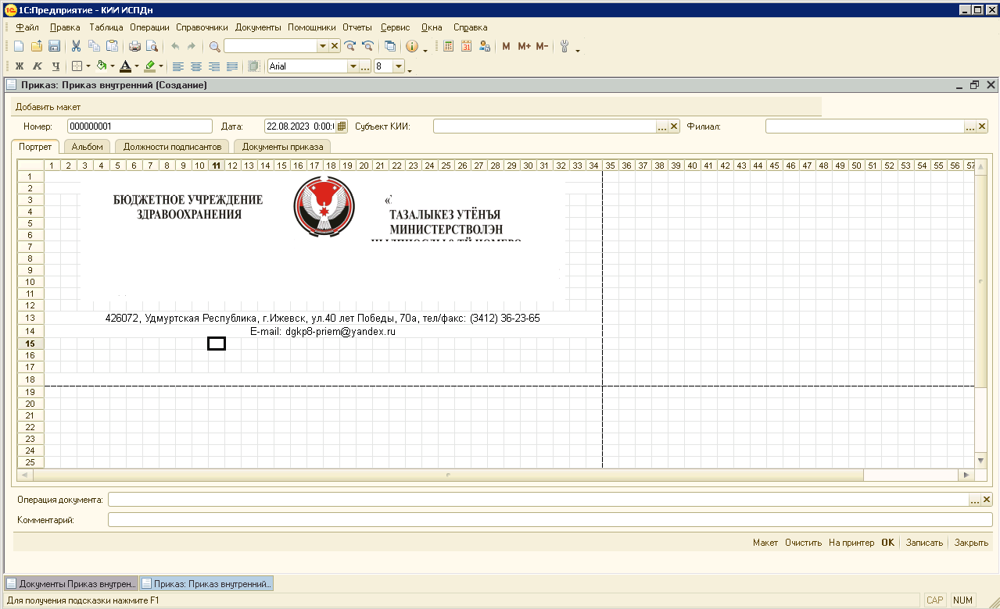 1С:Предприятие - КИИ ИСПДн
Файл Правка Таблица Операции Справочники Документы Помощники Отчеты Сервис Окна Справка
M M+ M-
Ж К Ч A Arial ... 8
Приказ: Приказ внутренний (Создание)
Добавить макет
Номер: 000000001 Дата: 22.08.2023 0:00:0 Субъект КИИ: ... Филиал: ...
Портрет Альбом Должности подписантов Документы приказа
1 2 3 4 5 6 7 8 9 10 11 12 13 14 15 16 17 18 19 20 21 22 23 24 25 26 27 28 29 30 31 32 33 34 35 36 37 38 39 40 41 42 43 44 45 46 47 48 49 50 51 52 53 54 55 56 57
1
2
3 БЮДЖЕТНОЕ УЧРЕЖДЕНИЕ «
4 ЗДРАВООХРАНЕНИЯ ТАЗАЛЫКЕЗ УТЁНЪЯ
5 МИНИСТЕРСТВОЛЭН
6
7
8
9
10
11
12
13 426072, Удмуртская Республика, г.Ижевск, ул.40 лет Победы, 70а, тел/факс: (3412) 36-23-65
14 E-mail: dgkp8-priem@yandex.ru
15
16
17
18
19
20
21
22
23
24
25
Операция документа: ...
Комментарий:
Макет Очистить На принтер OK Записать Закрыть
Документы Приказ внутрен... Приказ: Приказ внутренний...
Для получения подсказки нажмите F1 CAP NUM